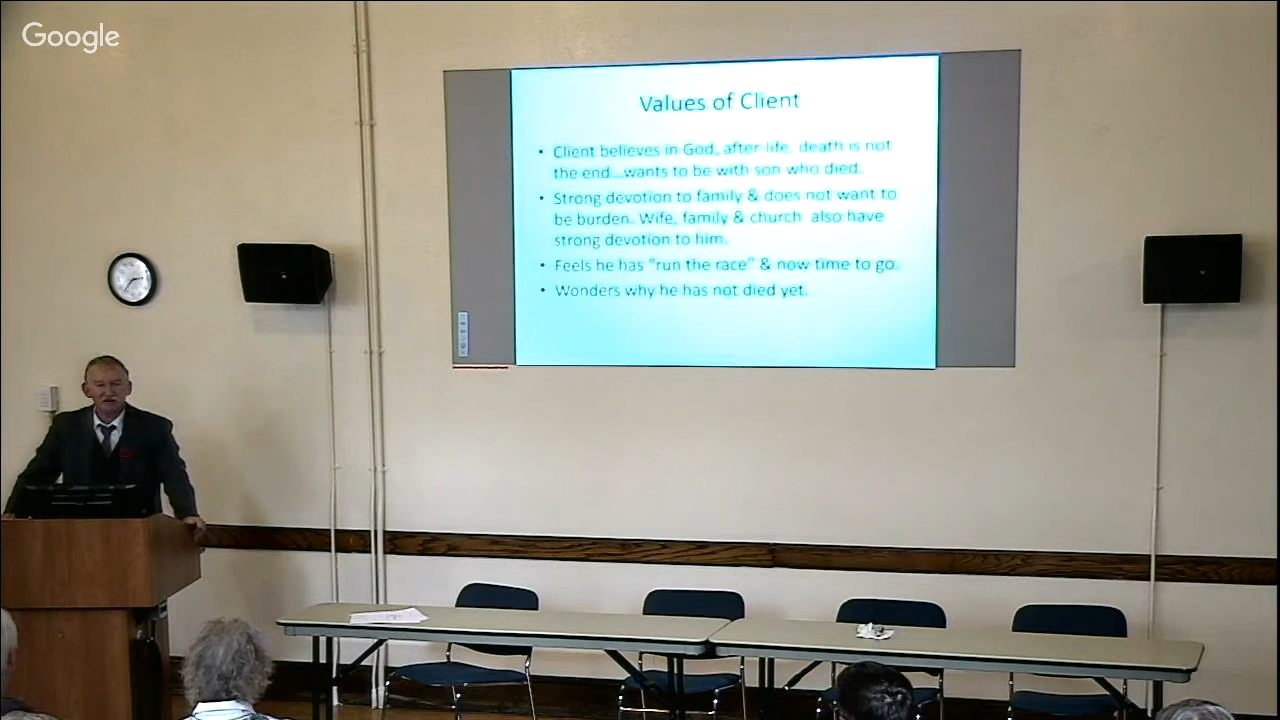 Google
Values of Client
• Client believes in God, after life, death is not
the end...wants to be with son who died.
• Strong devotion to family & does not want to
be burden. Wife, family & church also have
strong devotion to him.
• Feels he has "run the race" & now time to go.
• Wonders why he has not died yet.